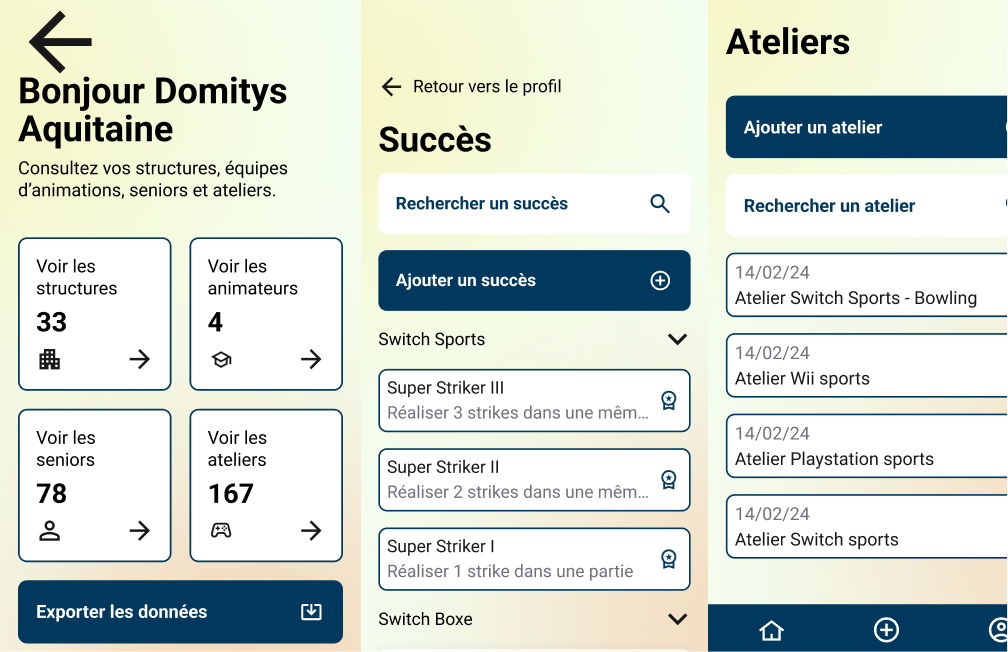 Bonjour Domitys
Aquitaine
Consultez vos structures, équipes
d’animations, seniors et ateliers.
Voir les
structures
33
Voir les
animateurs
4
Voir les
seniors
78
Voir les
ateliers
167
Exporter les données
Retour vers le profil
Succès
Rechercher un succès
Ajouter un succès
Switch Sports
Super Striker III
Réaliser 3 strikes dans une mêm...
Super Striker II
Réaliser 2 strikes dans une mêm...
Super Striker I
Réaliser 1 strike dans une partie
Switch Boxe
Ateliers
Ajouter un atelier
Rechercher un atelier
14/02/24
Atelier Switch Sports - Bowling
14/02/24
Atelier Wii sports
14/02/24
Atelier Playstation sports
14/02/24
Atelier Switch sports